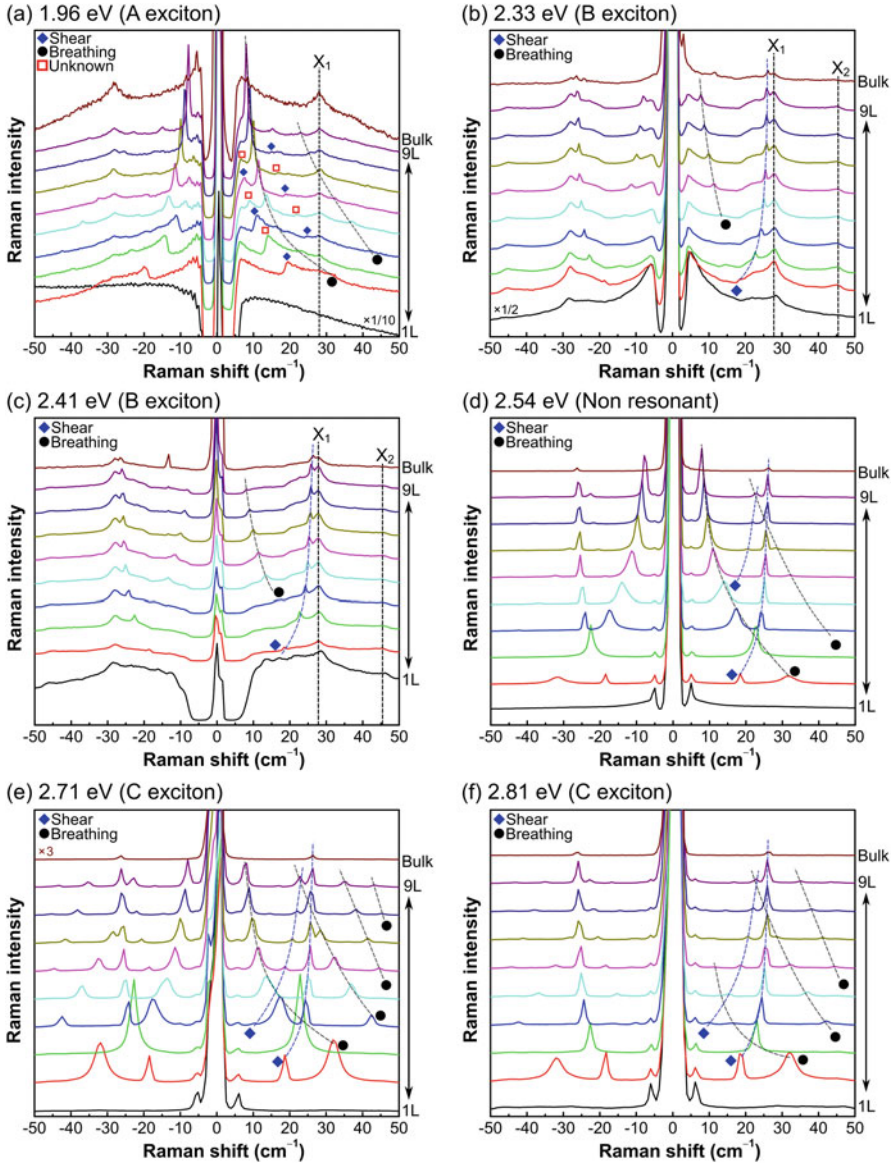 (a) 1.96 eV (A exciton)
Shear
Breathing
Unknown
X₁
Bulk
9L
1L
×1/10
Raman intensity
-50 -40 -30 -20 -10 0 10 20 30 40 50
Raman shift (cm⁻¹)
(b) 2.33 eV (B exciton)
Shear
Breathing
X₁
X₂
Bulk
9L
1L
×1/2
Raman intensity
-50 -40 -30 -20 -10 0 10 20 30 40 50
Raman shift (cm⁻¹)
(c) 2.41 eV (B exciton)
Shear
Breathing
X₁
X₂
Bulk
9L
1L
Raman intensity
-50 -40 -30 -20 -10 0 10 20 30 40 50
Raman shift (cm⁻¹)
(d) 2.54 eV (Non resonant)
Shear
Breathing
Bulk
9L
1L
Raman intensity
-50 -40 -30 -20 -10 0 10 20 30 40 50
Raman shift (cm⁻¹)
(e) 2.71 eV (C exciton)
Shear
Breathing
×3
Bulk
9L
1L
Raman intensity
-50 -40 -30 -20 -10 0 10 20 30 40 50
Raman shift (cm⁻¹)
(f) 2.81 eV (C exciton)
Shear
Breathing
Bulk
9L
1L
Raman intensity
-50 -40 -30 -20 -10 0 10 20 30 40 50
Raman shift (cm⁻¹)